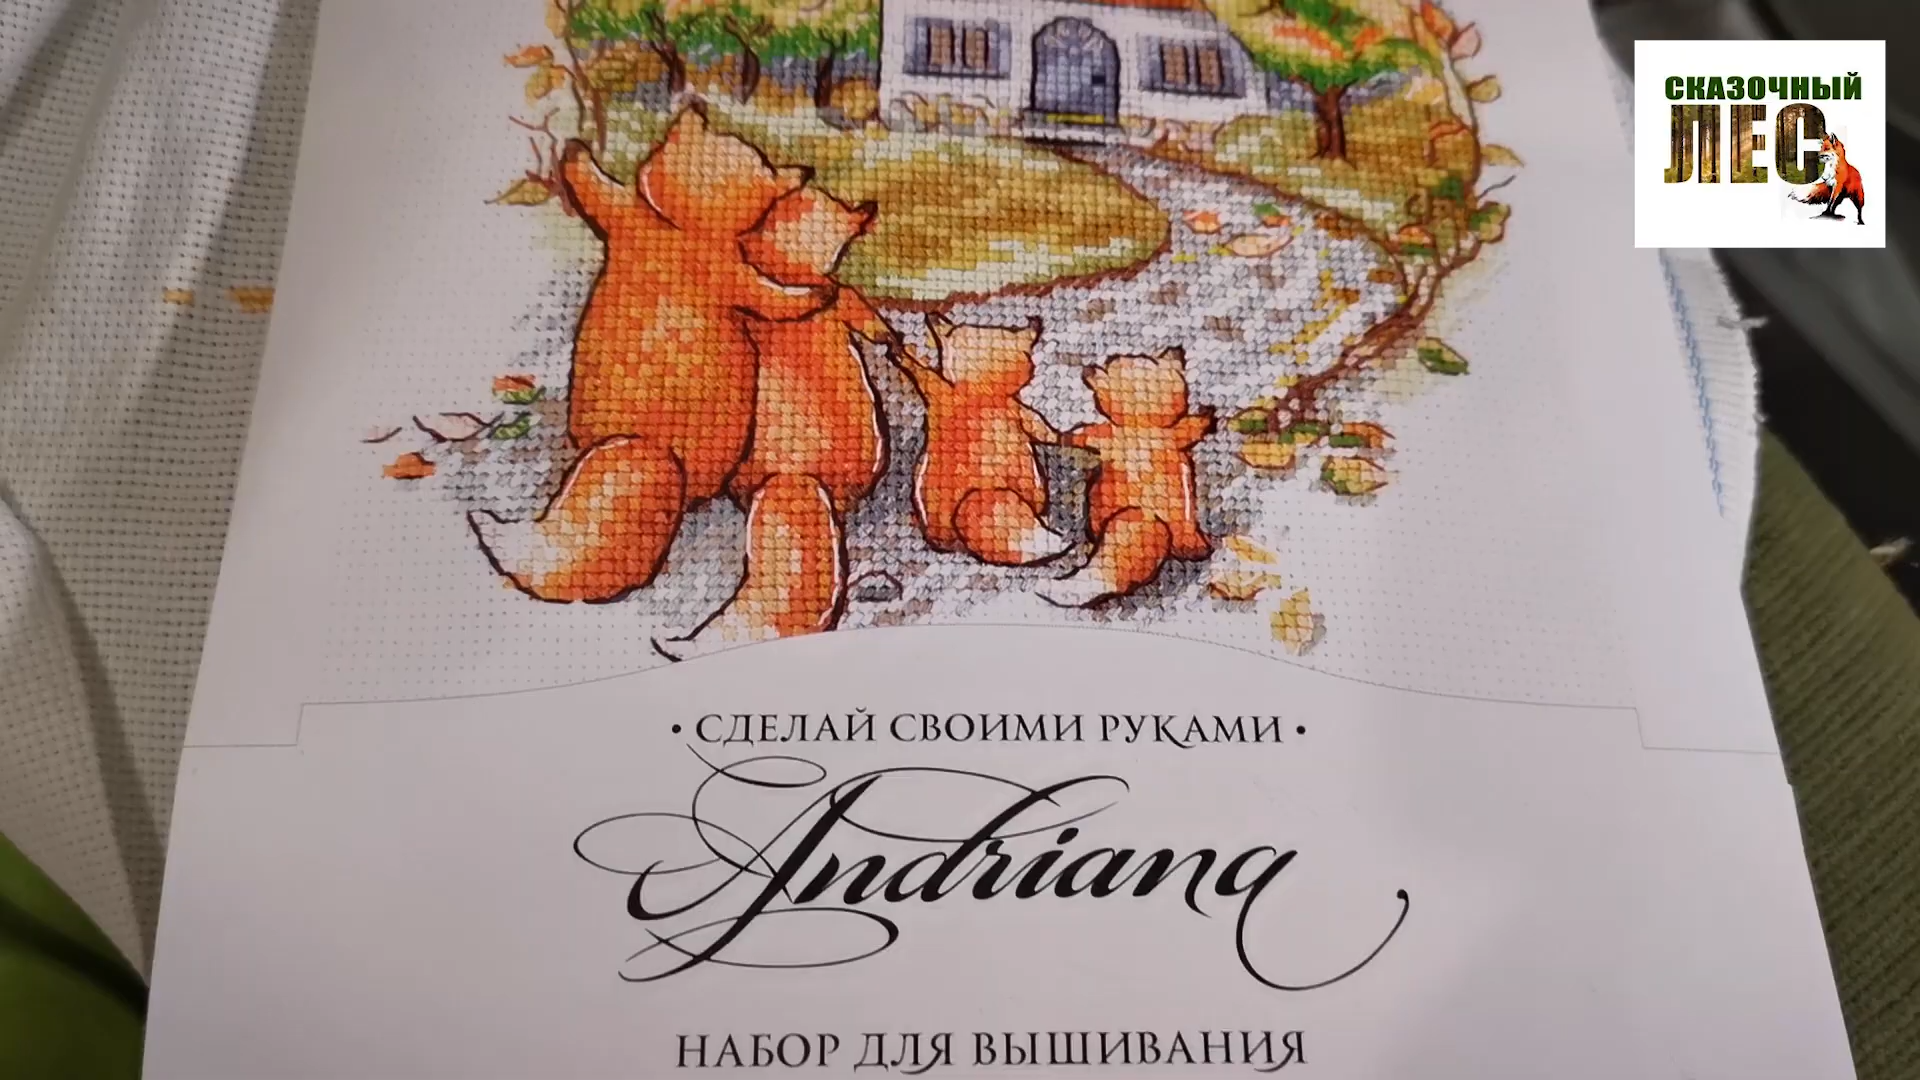 СКАЗОЧНЫЙ
ЛЕС
• СДЕЛАЙ СВОИМИ РУКАМИ •
Andriana
НАБОР ДЛЯ ВЫШИВАНИЯ